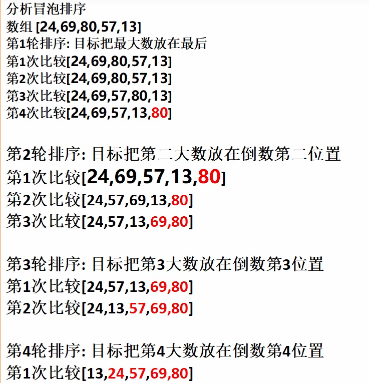 分析冒泡排序
数组 [24,69,80,57,13]
第1轮排序: 目标把最大数放在最后
第1次比较[24,69,80,57,13]
第2次比较[24,69,80,57,13]
第3次比较[24,69,57,80,13]
第4次比较[24,69,57,13,80]
第2轮排序: 目标把第二大数放在倒数第二位置
第1次比较[24,69,57,13,80]
第2次比较[24,57,69,13,80]
第3次比较[24,57,13,69,80]
第3轮排序: 目标把第3大数放在倒数第3位置
第1次比较[24,57,13,69,80]
第2次比较[24,13,57,69,80]
第4轮排序: 目标把第4大数放在倒数第4位置
第1次比较[13,24,57,69,80]